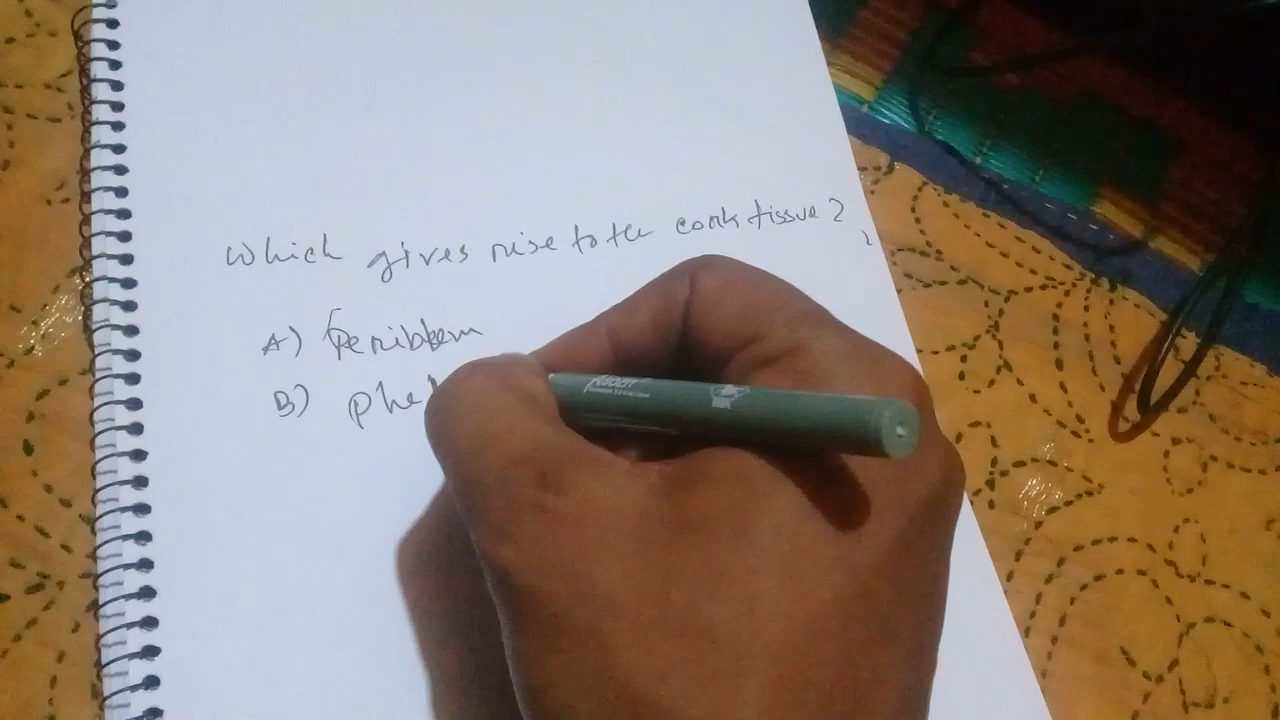 Which gives rise to the cork tissue?
A) Periblem
B) phel